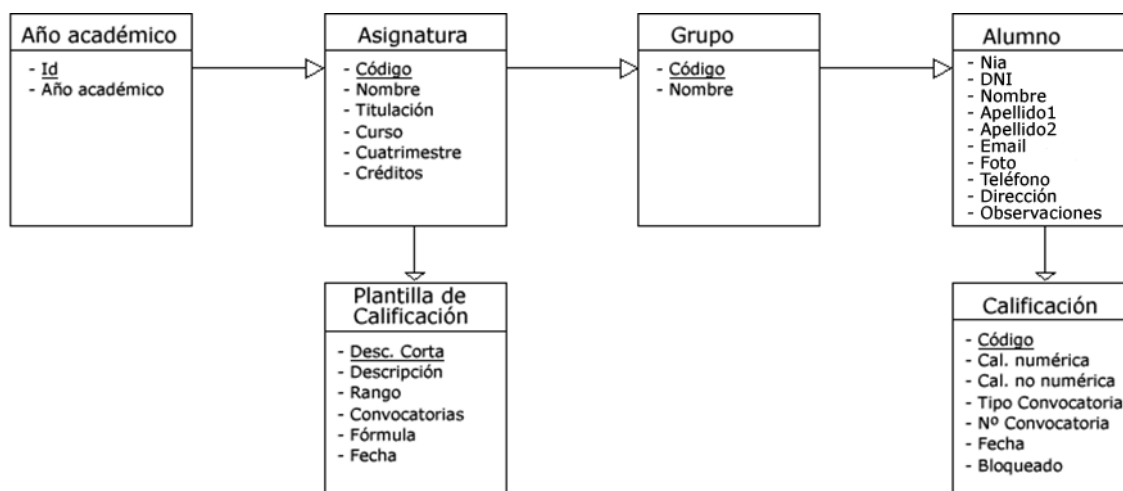 Año académico
- Id
- Año académico
Asignatura
- Código
- Nombre
- Titulación
- Curso
- Cuatrimestre
- Créditos
Grupo
- Código
- Nombre
Alumno
- Nia
- DNI
- Nombre
- Apellido1
- Apellido2
- Email
- Foto
- Teléfono
- Dirección
- Observaciones
Plantilla de
Calificación
- Desc. Corta
- Descripción
- Rango
- Convocatorias
- Fórmula
- Fecha
Calificación
- Código
- Cal. numérica
- Cal. no numérica
- Tipo Convocatoria
- Nº Convocatoria
- Fecha
- Bloqueado